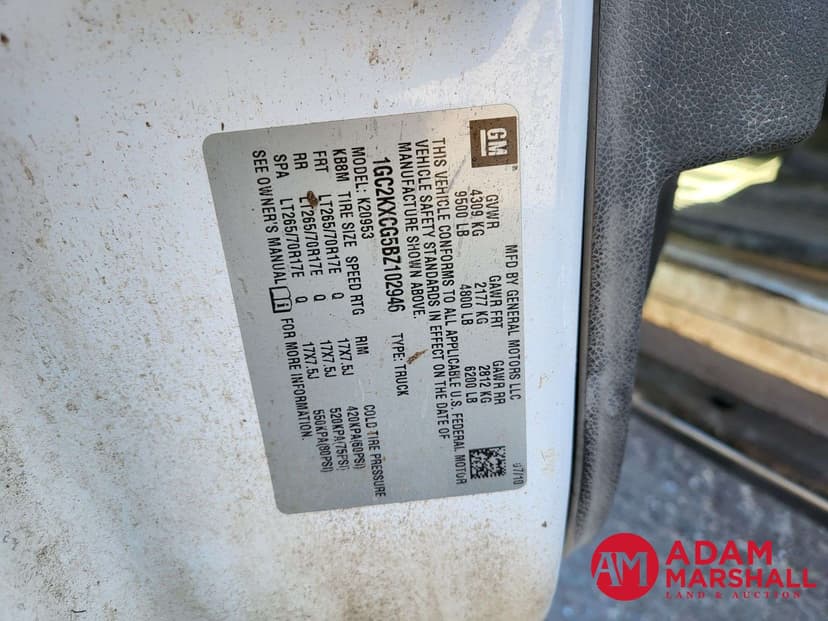 GM
MFD BY GENERAL MOTORS LLC
07/10
GVWR GAWR FRT GAWR RR
4309 KG 2177 KG 2812 KG
9500 LB 4800 LB 6200 LB
THIS VEHICLE CONFORMS TO ALL APPLICABLE U.S. FEDERAL MOTOR
VEHICLE SAFETY STANDARDS IN EFFECT ON THE DATE OF
MANUFACTURE SHOWN ABOVE.
1GC2KXCG5BZ102946 TYPE: TRUCK
MODEL: K20953
KB8M TIRE SIZE SPEED RTG RIM COLD TIRE PRESSURE
FRT LT265/70R17E Q 17X7.5J 420KPA(60PSI)
RR LT265/70R17E Q 17X7.5J 520KPA(75PSI)
SPA LT265/70R17E Q 17X7.5J 550KPA(80PSI)
SEE OWNER'S MANUAL FOR MORE INFORMATION.
AM ADAM
MARSHALL
LAND & AUCTION